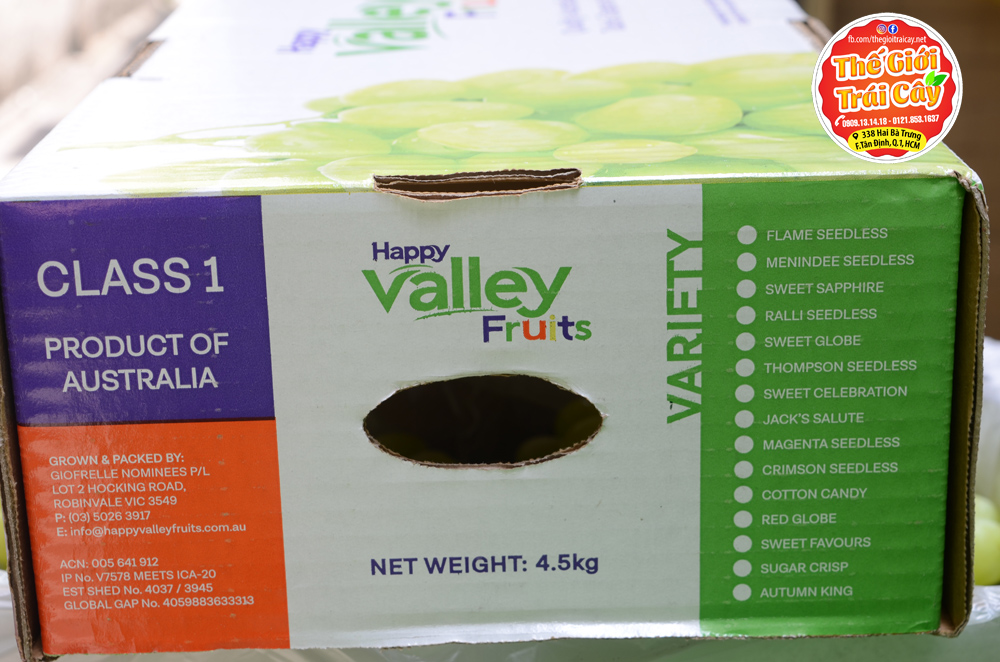 Happy
Valley
Fruits
fb.com/thegioitraicay.net
Thế Giới
Trái Cây
0909.13.14.18 - 0121.853.1637
338 Hai Bà Trưng
F.Tân Định, Q.1, HCM
CLASS 1
PRODUCT OF
AUSTRALIA
GROWN & PACKED BY:
GIOFRELLE NOMINEES P/L
LOT 2 HOCKING ROAD,
ROBINVALE VIC 3549
P: (03) 5026 3917
E: info@happyvalleyfruits.com.au
ACN: 005 641 912
IP No. V7578 MEETS ICA-20
EST SHED No. 4037 / 3945
GLOBAL GAP No. 4059883633313
Happy
Valley
Fruits
NET WEIGHT: 4.5kg
VARIETY
FLAME SEEDLESS
MENINDEE SEEDLESS
SWEET SAPPHIRE
RALLI SEEDLESS
SWEET GLOBE
THOMPSON SEEDLESS
SWEET CELEBRATION
JACK'S SALUTE
MAGENTA SEEDLESS
CRIMSON SEEDLESS
COTTON CANDY
RED GLOBE
SWEET FAVOURS
SUGAR CRISP
AUTUMN KING